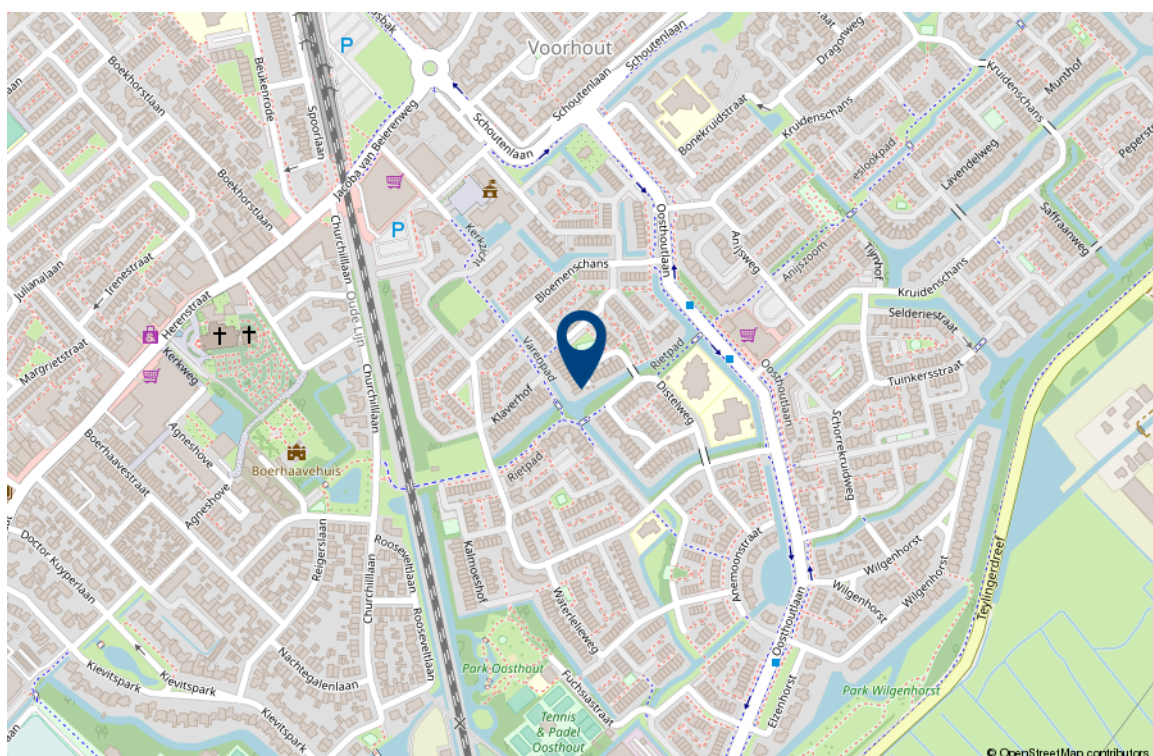 Voorhout
Schoutenlaan
Schoutenlaan
Schoutenlaan
Dragonweg
Kruidenschans
Munthof
Boekhorstlaan
Beukenrode
Spoorlaan
P
Jacoba van Beierenweg
Bonekruidstraat
Kruidenschans
Lavendelweg
Boekhorstlaan
Churchilllaan
P
Kerkzicht
Oosthoutlaan
Anijsweg
Anijszoom
Tijmhof
Saffraanweg
Julianalaan
Irenestraat
Herenstraat
Oude Lijn
Bloemenschans
Kruidenschans
Selderiestraat
Margrietstraat
Kerkweg
Churchilllaan
Varenpad
Rietpad
Oosthoutlaan
Tuinkersstraat
Klaverhof
Distelweg
Schorrekruidweg
Boerhaavestraat
Agneshove
Agneshove
Boerhaavehuis
Rietpad
Doctor Kuyperlaan
Reigerslaan
Churchilllaan
Rooseveltlaan
Rooseveltlaan
Kalmoeshof
Waterlelieweg
Anemoonstraat
Wilgenhorst
Wilgenhorst
Wilgenhorst
Teylingerdreef
Oosthoutlaan
Nachtegalenlaan
Kievitspark
Kievitspark
Kievitspark
Park Oosthout
Fuchsiastraat
Elzenhorst
Park Wilgenhorst
Tennis
& Padel
Oosthout
© OpenStreetMap contributors